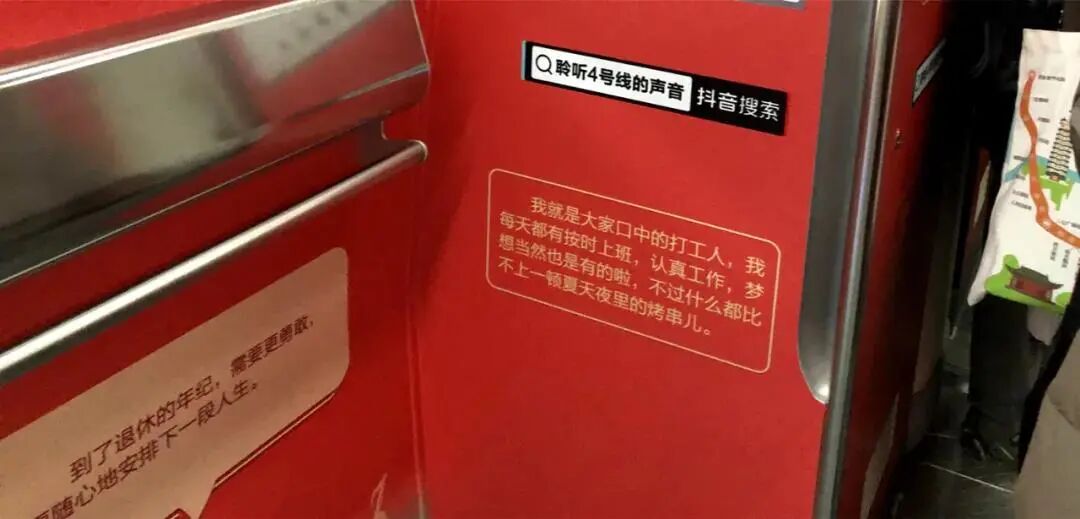 聆听4号线的声音 抖音搜索
我就是大家口中的打工人，我
每天都有按时上班，认真工作，梦
想当然也是有的啦，不过什么都比
不上一顿夏天夜里的烤串儿。
到了退休的年纪，需要更勇敢，
随心地安排下一段人生。